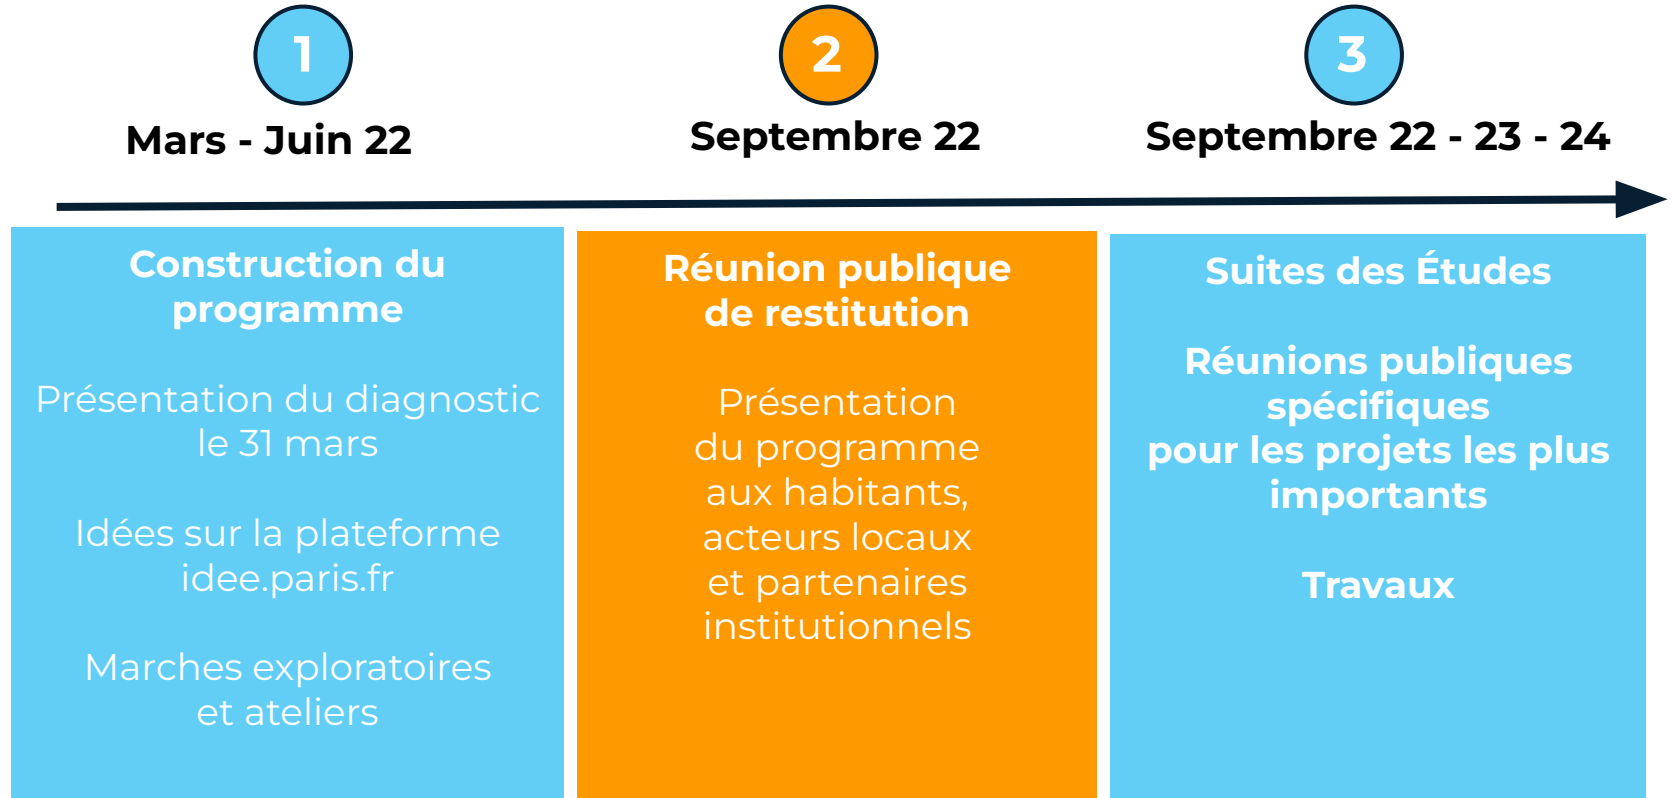 1
Mars - Juin 22
Construction du
programme
Présentation du diagnostic
le 31 mars
Idées sur la plateforme
idee.paris.fr
Marches exploratoires
et ateliers
2
Septembre 22
Réunion publique
de restitution
Présentation
du programme
aux habitants,
acteurs locaux
et partenaires
institutionnels
3
Septembre 22 - 23 - 24
Suites des Études
Réunions publiques
spécifiques
pour les projets les plus
importants
Travaux